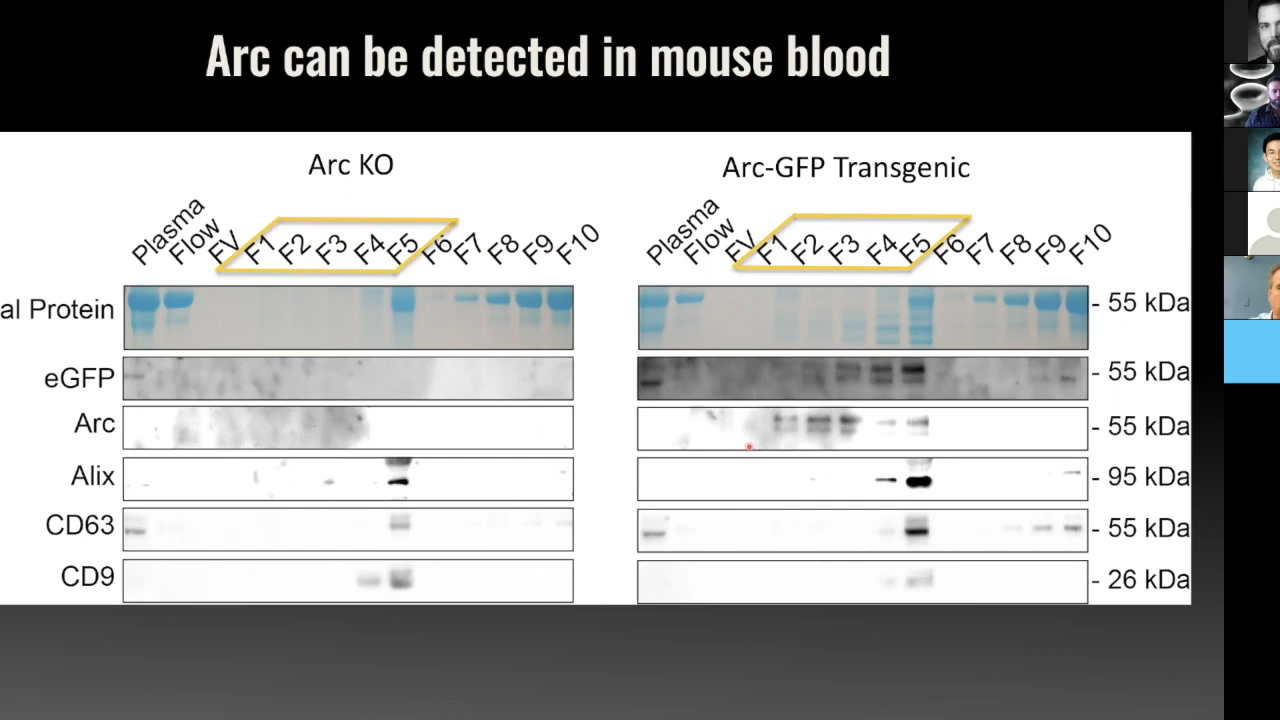 Arc can be detected in mouse blood
Arc KO
Arc-GFP Transgenic
Plasma Flow EV F1 F2 F3 F4 F5 F6 F7 F8 F9 F10
Plasma Flow EV F1 F2 F3 F4 F5 F6 F7 F8 F9 F10
al Protein - 55 kDa
eGFP - 55 kDa
Arc - 55 kDa
Alix - 95 kDa
CD63 - 55 kDa
CD9 - 26 kDa